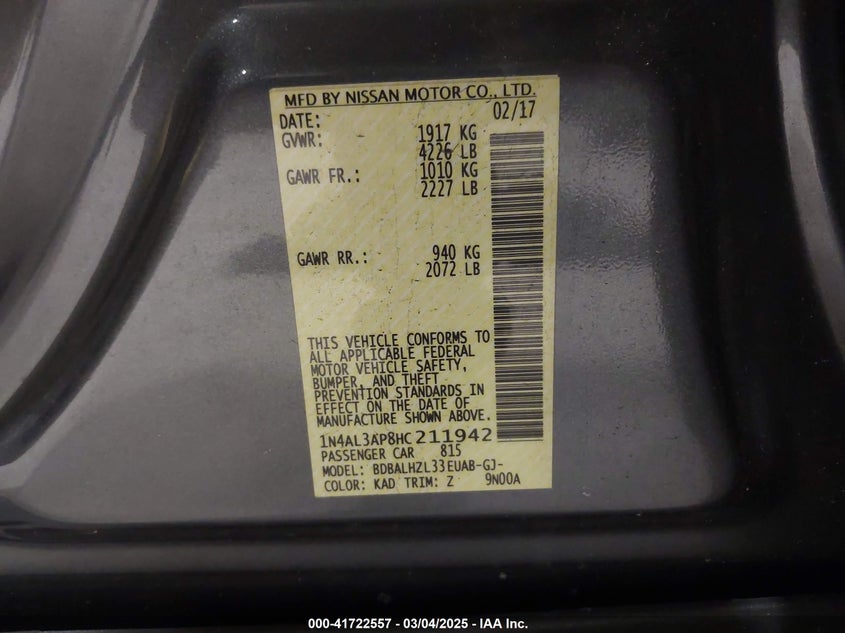 MFD BY NISSAN MOTOR CO., LTD.
DATE: 02/17
GVWR: 1917 KG
4226 LB
GAWR FR.: 1010 KG
2227 LB
GAWR RR.: 940 KG
2072 LB
THIS VEHICLE CONFORMS TO
ALL APPLICABLE FEDERAL
MOTOR VEHICLE SAFETY,
BUMPER, AND THEFT
PREVENTION STANDARDS IN
EFFECT ON THE DATE OF
MANUFACTURE SHOWN ABOVE.
1N4AL3AP8HC211942
PASSENGER CAR 815
MODEL: BDBALHZL33EUAB-GJ-
COLOR: KAD TRIM: Z 9N00A
000-41722557 - 03/04/2025 - IAA Inc.